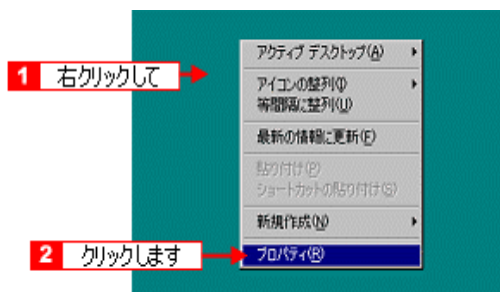 アクティブ デスクトップ(A)
1 右クリックして
アイコンの整列(I)
等間隔に整列(U)
最新の情報に更新(E)
貼り付け(P)
ショートカットの貼り付け(S)
新規作成(N)
2 クリックします
プロパティ(R)